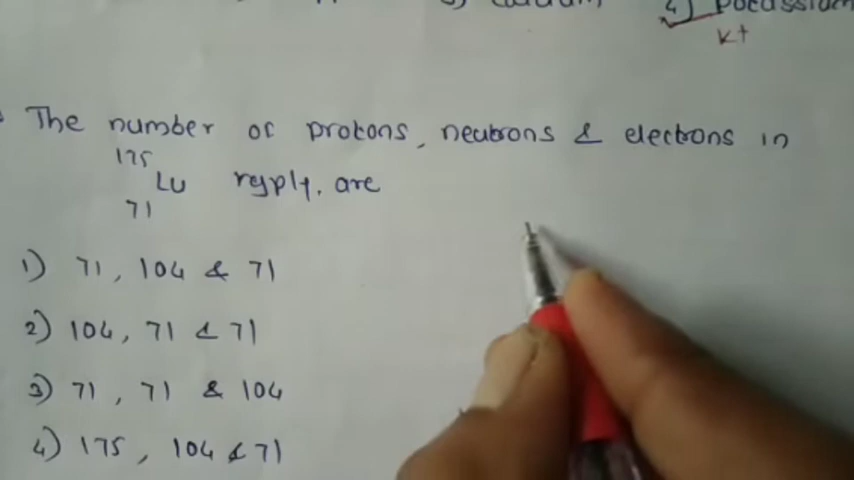 4) potassium
K+
The number of protons, neutrons & electrons in
175
Lu resply. are
71
1) 71, 104 & 71
2) 104, 71 & 71
3) 71, 71 & 104
4) 175, 104 & 71